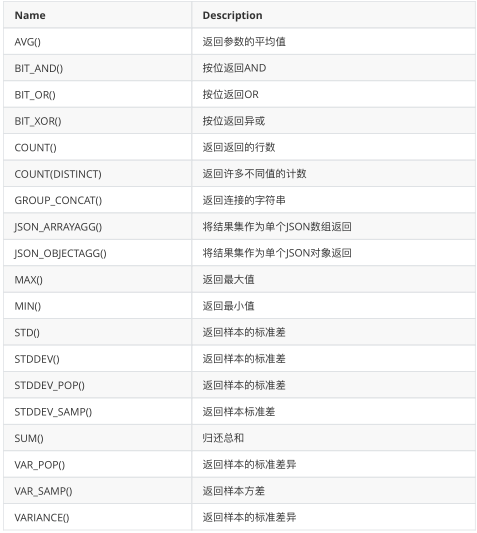 Name Description
AVG() 返回参数的平均值
BIT_AND() 按位返回AND
BIT_OR() 按位返回OR
BIT_XOR() 按位返回异或
COUNT() 返回返回的行数
COUNT(DISTINCT) 返回许多不同值的计数
GROUP_CONCAT() 返回连接的字符串
JSON_ARRAYAGG() 将结果集作为单个JSON数组返回
JSON_OBJECTAGG() 将结果集作为单个JSON对象返回
MAX() 返回最大值
MIN() 返回最小值
STD() 返回样本的标准差
STDDEV() 返回样本的标准差
STDDEV_POP() 返回样本的标准差
STDDEV_SAMP() 返回样本标准差
SUM() 归还总和
VAR_POP() 返回样本的标准差异
VAR_SAMP() 返回样本方差
VARIANCE() 返回样本的标准差异